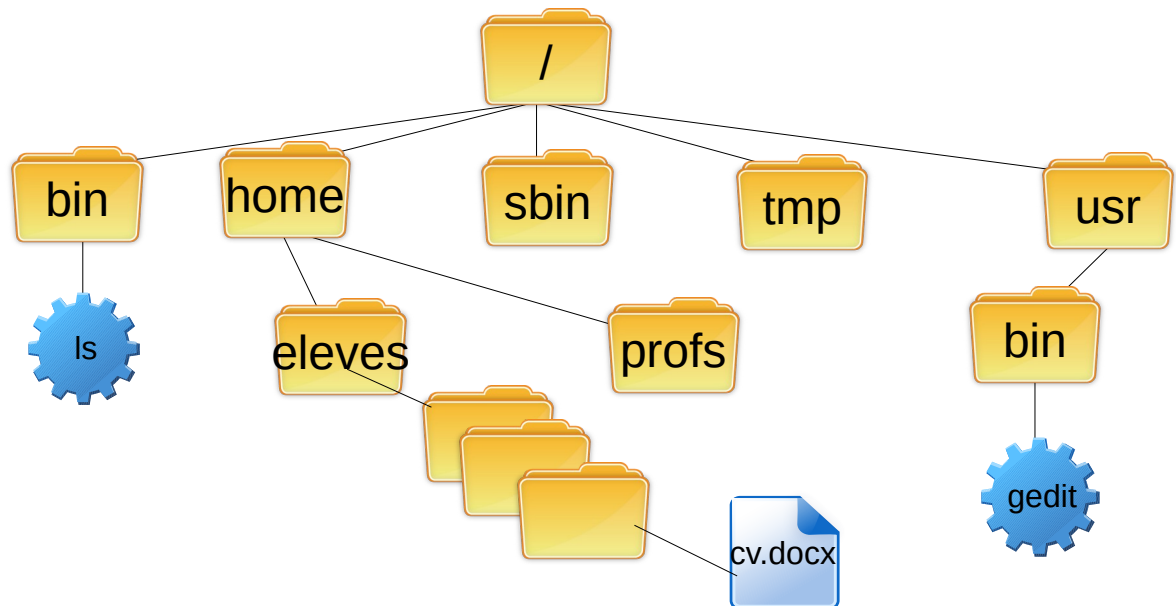 /
bin
home
sbin
tmp
usr
ls
eleves
profs
bin
gedit
cv.docx